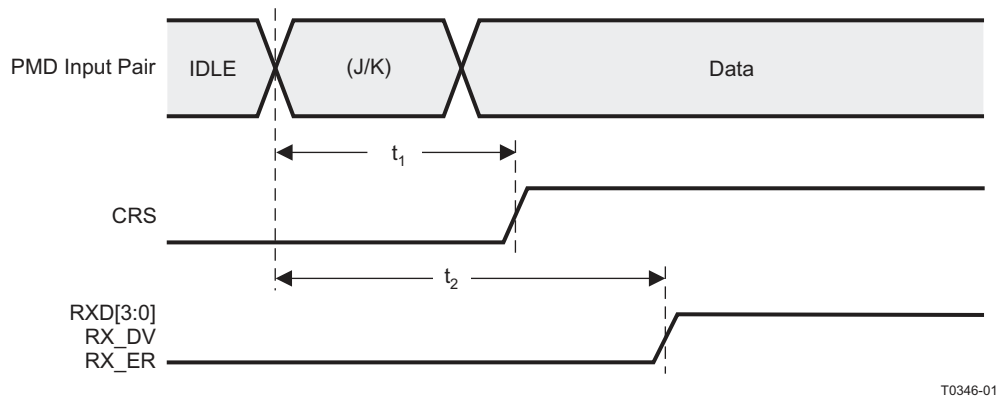 PMD Input Pair
IDLE
(J/K)
Data
t₁
CRS
t₂
RXD[3:0]
RX_DV
RX_ER
T0346-01